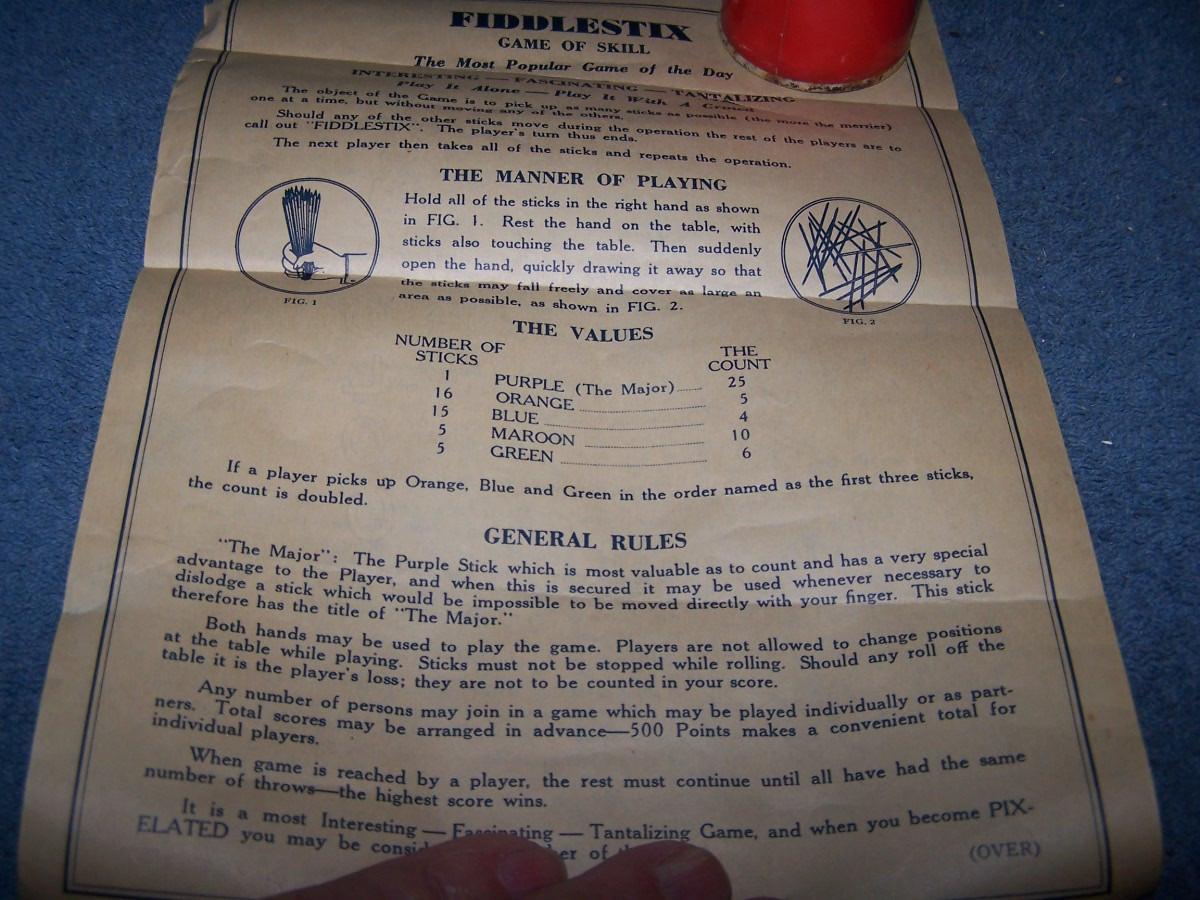 FIDDLESTIX
GAME OF SKILL
The Most Popular Game of the Day
INTERESTING — FASCINATING — TANTALIZING
Play It Alone — Play It With A Crowd
The object of the Game is to pick up as many sticks as possible (the more the merrier)
one at a time, but without moving any of the others.
Should any of the other sticks move during the operation the rest of the players are to
call out "FIDDLESTIX". The player's turn thus ends.
The next player then takes all of the sticks and repeats the operation.
THE MANNER OF PLAYING
Hold all of the sticks in the right hand as shown
in FIG. 1. Rest the hand on the table, with
sticks also touching the table. Then suddenly
open the hand, quickly drawing it away so that
the sticks may fall freely and cover as large an
area as possible, as shown in FIG. 2.
FIG. 1
FIG. 2
THE VALUES
NUMBER OF STICKS THE COUNT
1 PURPLE (The Major) 25
16 ORANGE 5
15 BLUE 4
5 MAROON 10
5 GREEN 6
If a player picks up Orange, Blue and Green in the order named as the first three sticks,
the count is doubled.
GENERAL RULES
"The Major": The Purple Stick which is most valuable as to count and has a very special
advantage to the Player, and when this is secured it may be used whenever necessary to
dislodge a stick which would be impossible to be moved directly with your finger. This stick
therefore has the title of "The Major."
Both hands may be used to play the game. Players are not allowed to change positions
at the table while playing. Sticks must not be stopped while rolling. Should any roll off the
table it is the player's loss; they are not to be counted in your score.
Any number of persons may join in a game which may be played individually or as part-
ners. Total scores may be arranged in advance—500 Points makes a convenient total for
individual players.
When game is reached by a player, the rest must continue until all have had the same
number of throws—the highest score wins.
It is a most Interesting — Fascinating — Tantalizing Game, and when you become PIX-
ELATED you may be of
(OVER)